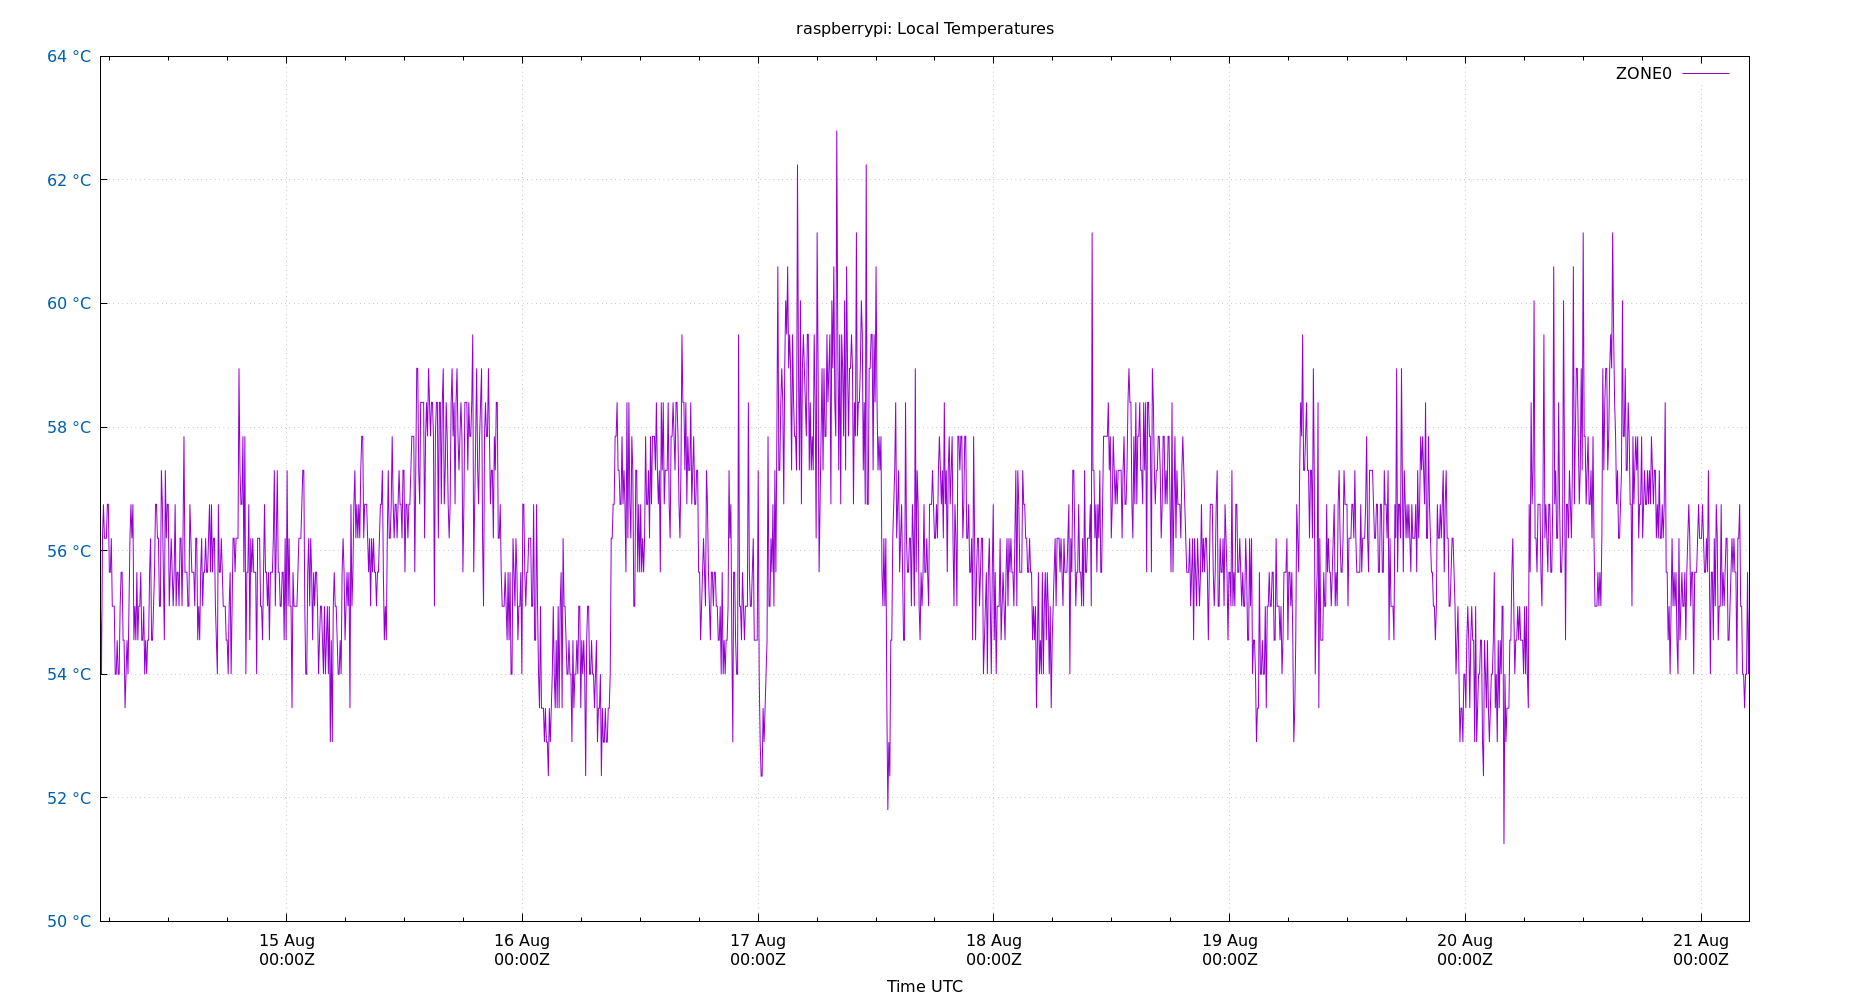 raspberrypi: Local Temperatures
ZONE0
64 °C
62 °C
60 °C
58 °C
56 °C
54 °C
52 °C
50 °C
15 Aug
00:00Z
16 Aug
00:00Z
17 Aug
00:00Z
18 Aug
00:00Z
19 Aug
00:00Z
20 Aug
00:00Z
21 Aug
00:00Z
Time UTC